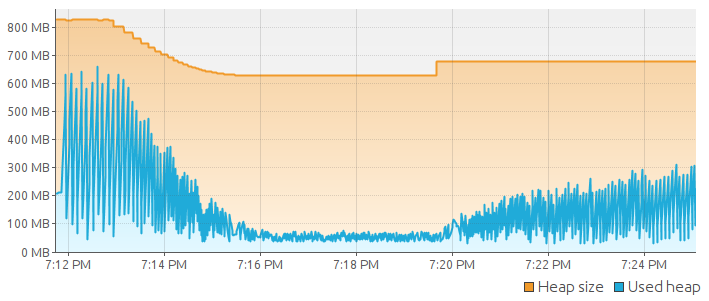 800 MB
700 MB
600 MB
500 MB
400 MB
300 MB
200 MB
100 MB
0 MB
7:12 PM 7:14 PM 7:16 PM 7:18 PM 7:20 PM 7:22 PM 7:24 PM
Heap size Used heap